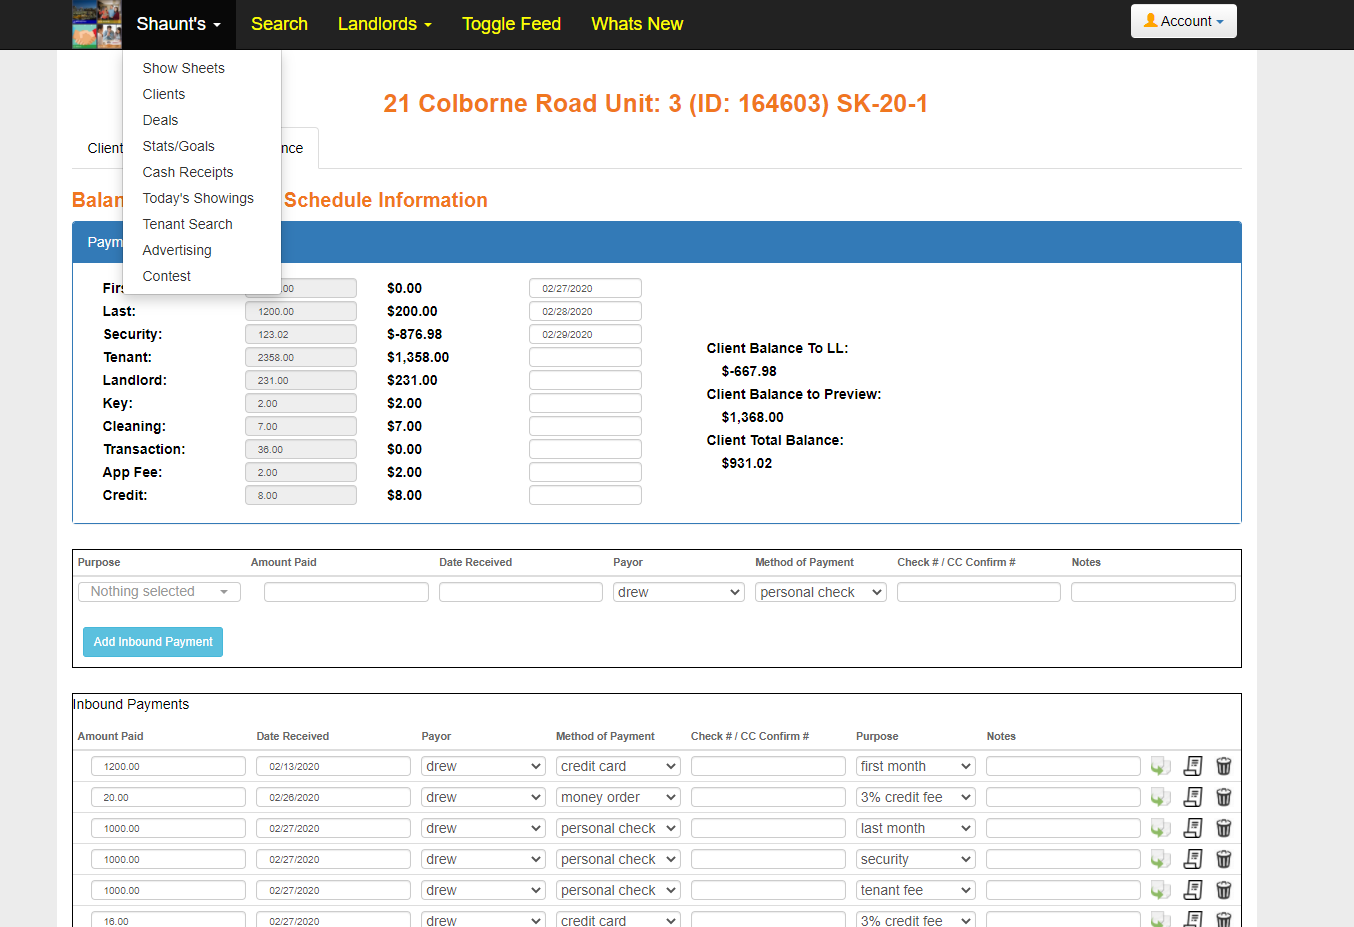 Shaunt's Search Landlords Toggle Feed Whats New Account
Show Sheets
Clients
Deals
Stats/Goals
Cash Receipts
Today's Showings
Tenant Search
Advertising
Contest
21 Colborne Road Unit: 3 (ID: 164603) SK-20-1
Client nce
Balan Schedule Information
Paym
Firs .00 $0.00 02/27/2020
Last: 1200.00 $200.00 02/28/2020
Security: 123.02 $-876.98 02/29/2020
Tenant: 2358.00 $1,358.00
Landlord: 231.00 $231.00
Key: 2.00 $2.00
Cleaning: 7.00 $7.00
Transaction: 36.00 $0.00
App Fee: 2.00 $2.00
Credit: 8.00 $8.00
Client Balance To LL:
$-667.98
Client Balance to Preview:
$1,368.00
Client Total Balance:
$931.02
Purpose Amount Paid Date Received Payor Method of Payment Check # / CC Confirm # Notes
Nothing selected drew personal check
Add Inbound Payment
Inbound Payments
Amount Paid Date Received Payor Method of Payment Check # / CC Confirm # Purpose Notes
1200.00 02/13/2020 drew credit card first month
20.00 02/26/2020 drew money order 3% credit fee
1000.00 02/27/2020 drew personal check last month
1000.00 02/27/2020 drew personal check security
1000.00 02/27/2020 drew personal check tenant fee
16.00 02/27/2020 drew credit card 3% credit fee